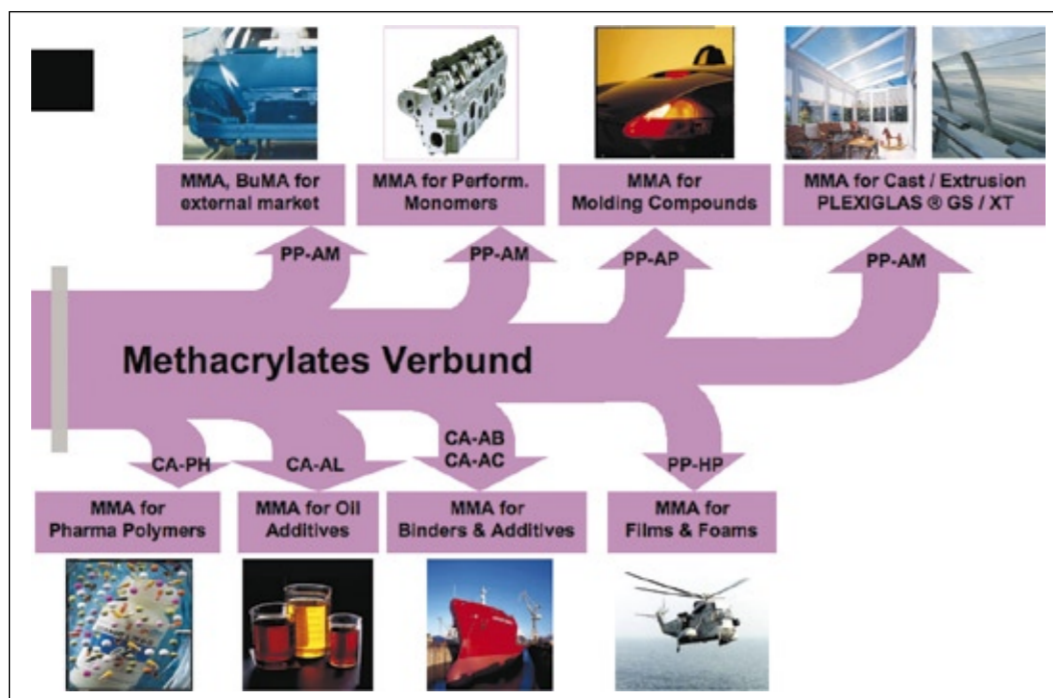 MMA, BuMA for
external market
MMA for Perform.
Monomers
MMA for
Molding Compounds
MMA for Cast / Extrusion
PLEXIGLAS ® GS / XT
PP-AM
PP-AM
PP-AP
PP-AM
Methacrylates Verbund
CA-PH
CA-AL
CA-AB
CA-AC
PP-HP
MMA for
Pharma Polymers
MMA for Oil
Additives
MMA for
Binders & Additives
MMA for
Films & Foams